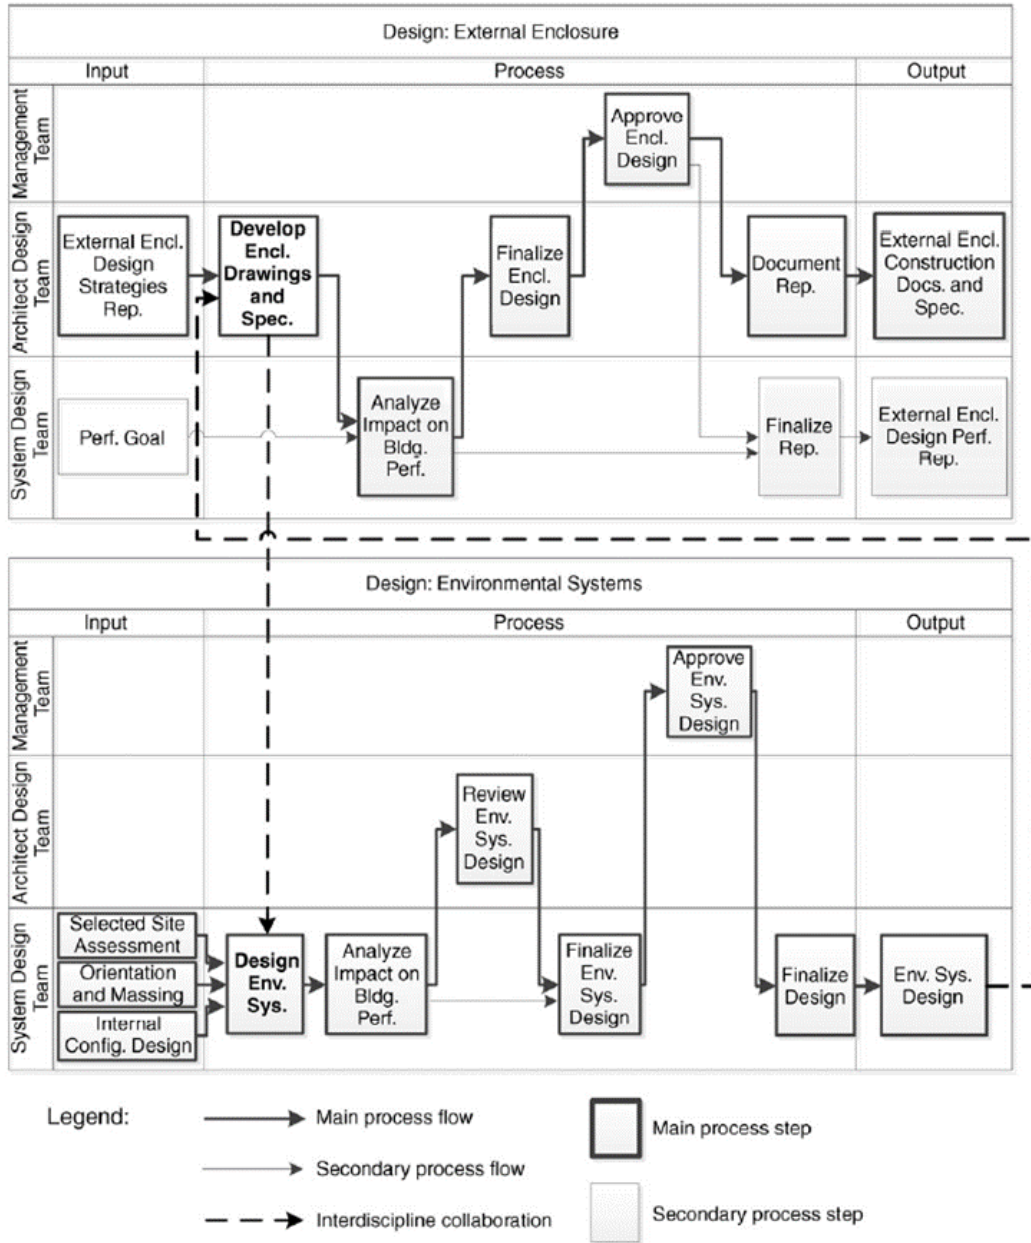 Design: External Enclosure
Input
Process
Output
Management
Team
Approve
Encl.
Design
Architect Design
Team
External Encl.
Design
Strategies
Rep.
Develop
Encl.
Drawings
and
Spec.
Finalize
Encl.
Design
Document
Rep.
External Encl.
Construction
Docs. and
Spec.
System Design
Team
Perf. Goal
Analyze
Impact on
Bldg.
Perf.
Finalize
Rep.
External Encl.
Design Perf.
Rep.
Design: Environmental Systems
Input
Process
Output
Management
Team
Approve
Env.
Sys.
Design
Architect Design
Team
Review
Env.
Sys.
Design
System Design
Team
Selected Site
Assessment
Orientation
and Massing
Internal
Config. Design
Design
Env.
Sys.
Analyze
Impact on
Bldg.
Perf.
Finalize
Env.
Sys.
Design
Finalize
Design
Env. Sys.
Design
Legend:
Main process flow
Secondary process flow
Interdiscipline collaboration
Main process step
Secondary process step